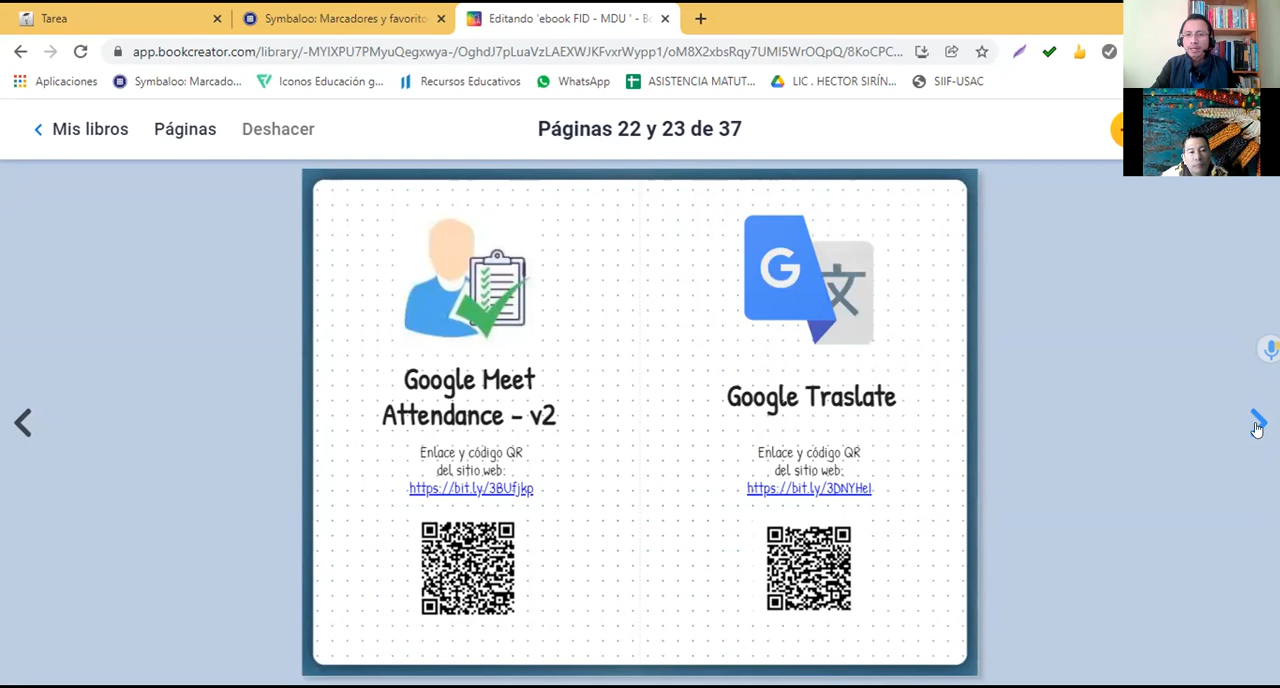 Tarea
Symbaloo: Marcadores y favorito
Editando 'ebook FID - MDU ' - Bo
app.bookcreator.com/library/-MYIXPU7PMyuQegxwya-/OghdJ7pLuaVzLAEXWJKFvxrWypp1/oM8X2xbsRqy7UMI5WrOQpQ/8KoCPC...
Aplicaciones
Symbaloo: Marcado...
Iconos Educación g...
Recursos Educativos
WhatsApp
ASISTENCIA MATUT...
LIC . HECTOR SIRÍN...
SIIF-USAC
Mis libros
Páginas
Deshacer
Páginas 22 y 23 de 37
Google Meet
Attendance - v2
Enlace y código QR
del sitio web:
https://bit.ly/3BUfjkp
G
文
Google Traslate
Enlace y código QR
del sitio web:
https://bit.ly/3DNYHeI